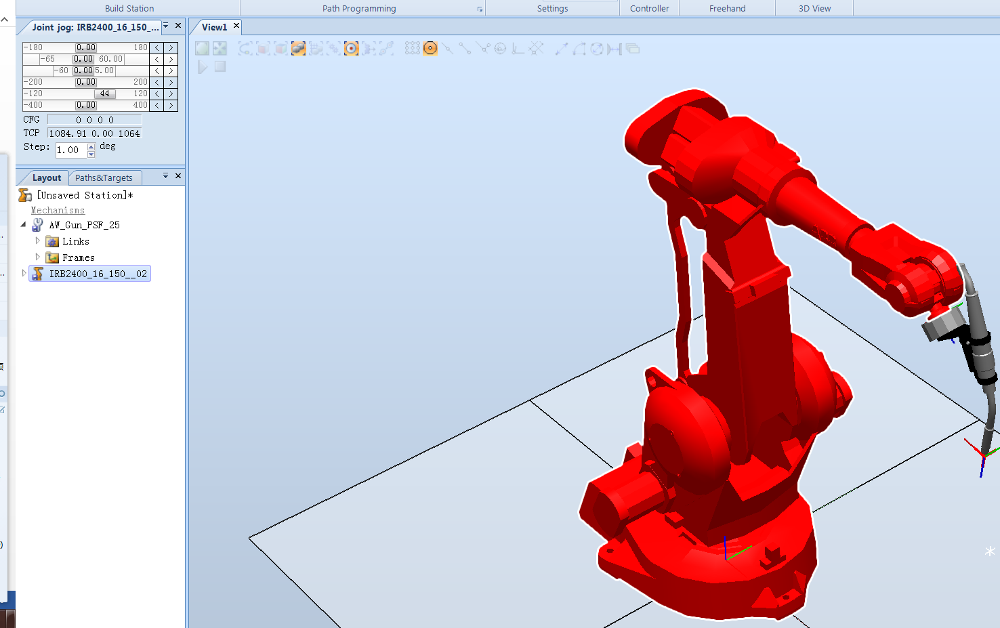 Build Station
Path Programming
Settings
Controller
Freehand
3D View
Joint jog: IRB2400_16_150_...
-180 0.00 180 < >
-65 0.00 60.00 < >
-60 0.00 5.00 < >
-200 0.00 200 < >
-120 44 120 < >
-400 0.00 400 < >
CFG 0 0 0 0
TCP 1084.91 0.00 1064
Step: 1.00 deg
Layout
Paths&Targets
[Unsaved Station]*
Mechanisms
AW_Gun_PSF_25
Links
Frames
IRB2400_16_150__02
View1